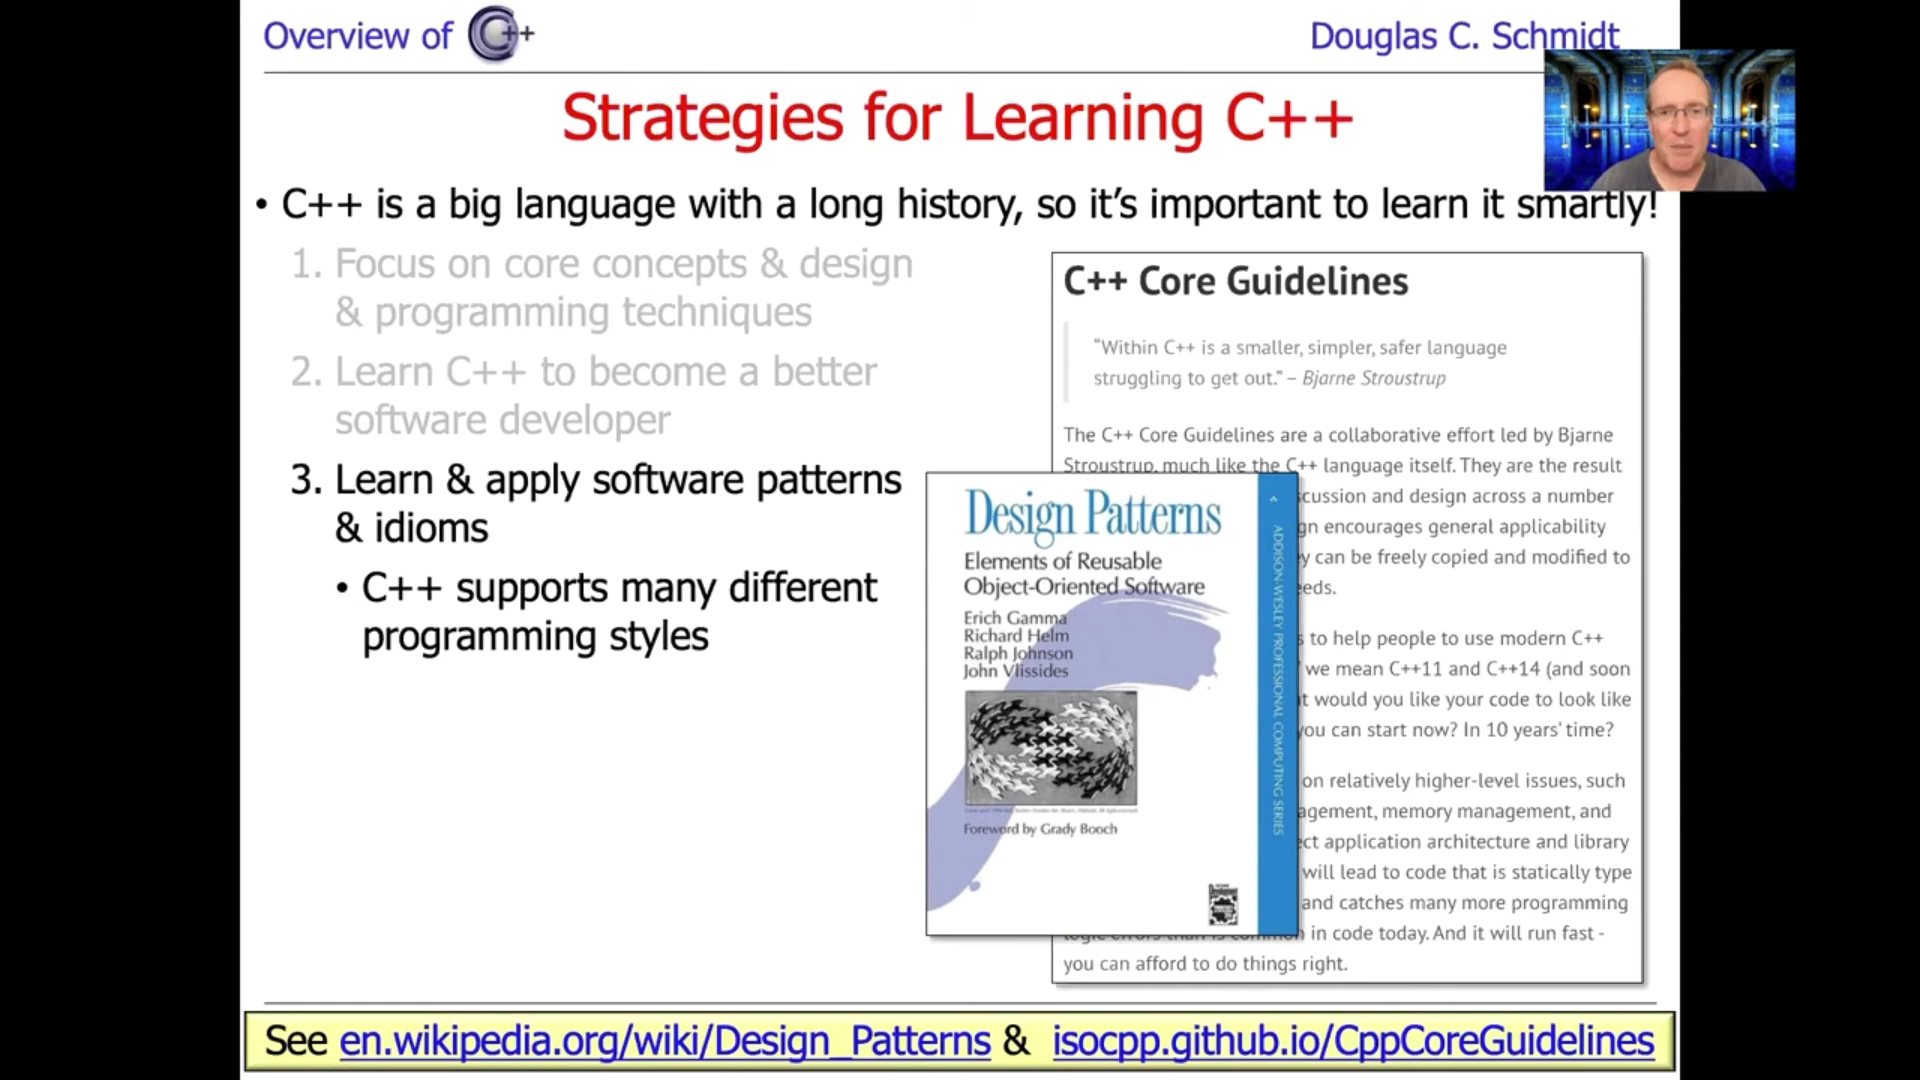 Overview of C++
Douglas C. Schmidt
Strategies for Learning C++
• C++ is a big language with a long history, so it's important to learn it smartly!
1. Focus on core concepts & design
& programming techniques
2. Learn C++ to become a better
software developer
3. Learn & apply software patterns
& idioms
• C++ supports many different
programming styles
C++ Core Guidelines
“Within C++ is a smaller, simpler, safer language
struggling to get out.” – Bjarne Stroustrup
The C++ Core Guidelines are a collaborative effort led by Bjarne
Stroustrup, much like the C++ language itself. They are the result
cussion and design across a number
gn encourages general applicability
y can be freely copied and modified to
eds.
s to help people to use modern C++
we mean C++11 and C++14 (and soon
t would you like your code to look like
you can start now? In 10 years' time?
on relatively higher-level issues, such
agement, memory management, and
ect application architecture and library
will lead to code that is statically type
and catches many more programming
in code today. And it will run fast -
you can afford to do things right.
Design Patterns
Elements of Reusable
Object-Oriented Software
Erich Gamma
Richard Helm
Ralph Johnson
John Vlissides
Foreword by Grady Booch
ADDISON-WESLEY PROFESSIONAL COMPUTING SERIES
See en.wikipedia.org/wiki/Design_Patterns & isocpp.github.io/CppCoreGuidelines